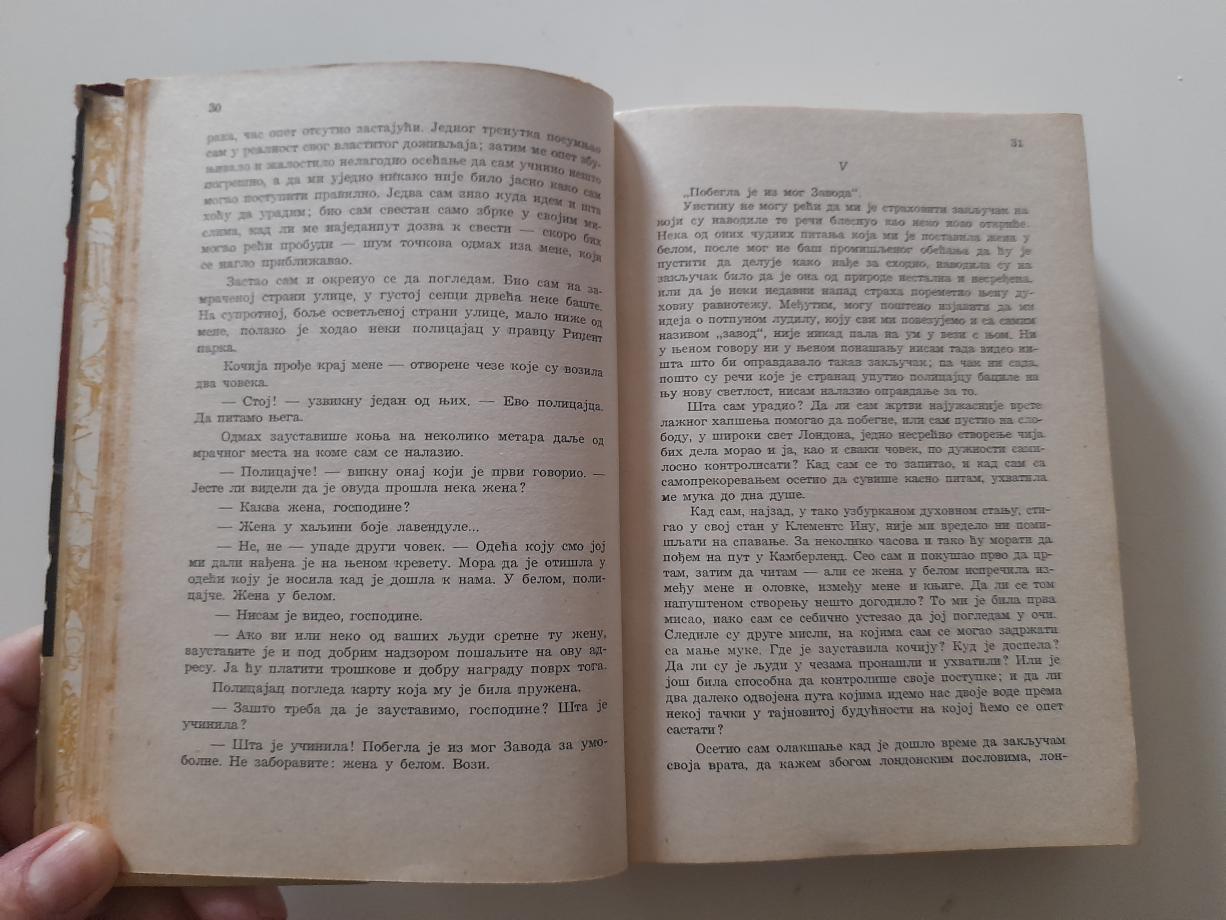 30
рака, час опет отсутно застајући. Једног тренутка посумњао
сам у реалност свог властитог доживљаја; затим ме опет збу-
њивало и жалостило нелагодно осећање да сам учинио нешто
погрешно, а да ми уједно никако није било јасно како сам
могао поступити правилно. Једва сам знао куда идем и шта
хоћу да урадим; био сам свестан само збрке у својим ми-
слима, кад ли ме наједанпут дозва к свести — скоро бих
могао рећи пробуди — шум точкова одмах иза мене, који
се нагло приближавао.
Застао сам и окренуо се да погледам. Био сам на за-
мраченој страни улице, у густој сенци дрвећа неке баште.
На супротној, боље осветљеној страни улице, мало ниже од
мене, полако је ходао неки полицајац у правцу Риџент
парка.
Кочија прође крај мене — отворене чезе које су возила
два човека.
— Стој! — узвикну један од њих. — Ево полицајца.
Да питамо њега.
Одмах зауставише коња на неколико метара даље од
мрачног места на коме сам се налазио.
— Полицајче! — викну онај који је први говорио. —
Јесте ли видели да је овуда прошла нека жена?
— Каква жена, господине?
— Жена у хаљини боје лавендуле...
— Не, не — упаде други човек. — Одећа коју смо јој
ми дали нађена је на њеном кревету. Мора да је отишла у
одећи коју је носила кад је дошла к нама. У белом, поли-
цајче. Жена у белом.
— Нисам је видео, господине.
— Ако ви или неко од ваших људи сретне ту жену,
зауставите је и под добрим надзором пошаљите на ову ад-
ресу. Ја ћу платити трошкове и добру награду поврх тога.
Полицајац погледа карту која му је била пружена.
— Зашто треба да је зауставимо, господине? Шта је
учинила?
— Шта је учинила! Побегла је из мог Завода за умо-
болне. Не заборавите: жена у белом. Вози.
31
V
„Побегла је из мог Завода“.
Уистину не могу рећи да ми је страховити закључак на
који су наводиле те речи блеснуо као неко ново откриће.
Нека од оних чудних питања која ми је поставила жена у
белом, после мог не баш промишљеног обећања да ћу је
пустити да делује како нађе за сходно, наводила су на
закључак било да је она од природе нестална и несређена,
или да је неки недавни напад страха пореметио њену ду-
ховну равнотежу. Међутим, могу поштено изјавити да ми
идеја о потпуном лудилу, коју сви ми повезујемо и са самим
називом „завод“, није никад пала на ум у вези с њом. Ни
у њеном говору ни у њеном понашању нисам тада видео ни-
шта што би оправдавало такав закључак; па чак ни сада,
пошто су речи које је странац упутио полицајцу бациле на
њу нову светлост, нисам налазио оправдање за то.
Шта сам урадио? Да ли сам жртви најужасније врсте
лажног хапшења помогао да побегне, или сам пустио на сло-
боду, у широки свет Лондона, једно несрећно створење чија
бих дела морао и ја, као и сваки човек, по дужности сами-
лосно контролисати? Кад сам се то запитао, и кад сам са
самопрекоревањем осетио да сувише касно питам, ухватила
ме мука до дна душе.
Кад сам, најзад, у тако узбурканом духовном стању, сти-
гао у свој стан у Клементс Ину, није ми вредело ни поми-
шљати на спавање. За неколико часова и тако ћу морати да
пођем на пут у Камберленд. Сео сам и покушао прво да цр-
там, затим да читам — али се жена у белом испречила из-
међу мене и оловке, између мене и књиге. Да ли се том
напуштеном створењу нешто догодило? То ми је била прва
мисао, иако сам се себично устезао да јој погледам у очи.
Следиле су друге мисли, на којима сам се могао задржати
са мање муке. Где је зауставила кочију? Куд је доспела?
Да ли су је људи у чезама пронашли и ухватили? Или је
још била способна да контролише своје поступке; и да ли
два далеко одвојена пута којима идемо нас двоје воде према
некој тачки у тајновитој будућности на којој ћемо се опет
састати?
Осетио сам олакшање кад је дошло време да закључам
своја врата, да кажем збогом лондонским пословима, лон-